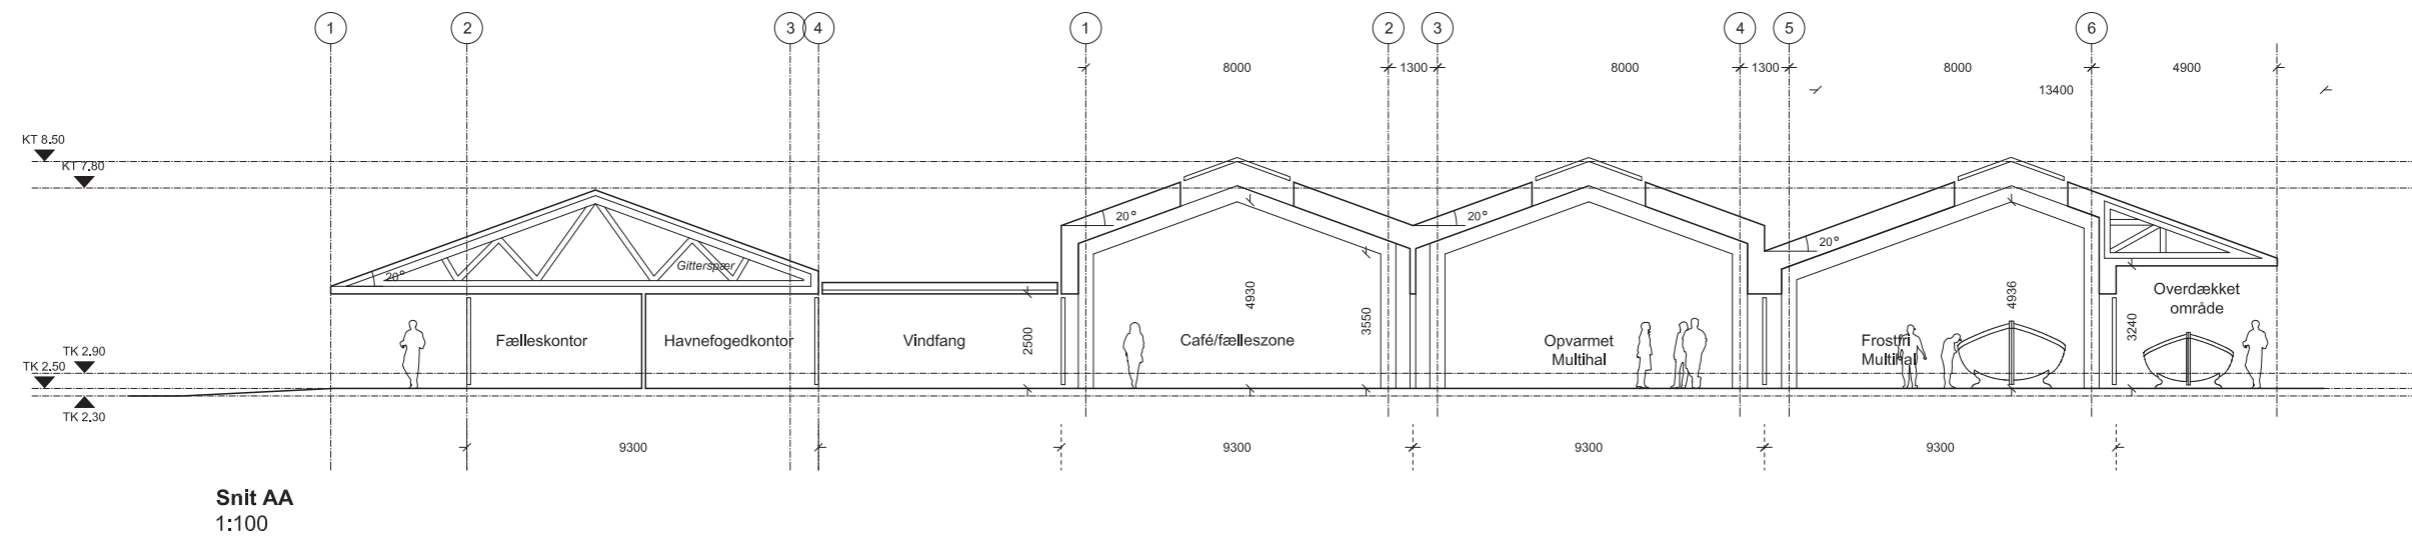 1 2 3 4 1 2 3 4 5 6
8000 1300 8000 1300 8000 4900
13400
KT 8.50
KT 7.80
20° 20° 20°
Gitterspær
20°
4930 3550 4936
Overdækket
område
3240
2500
Fælleskontor Havnefogedkontor Vindfang Café/fælleszone
Opvarmet
Multihal
Frostfri
Multihal
TK 2.90
TK 2.50
TK 2.30
9300 9300 9300 9300
Snit AA
1:100